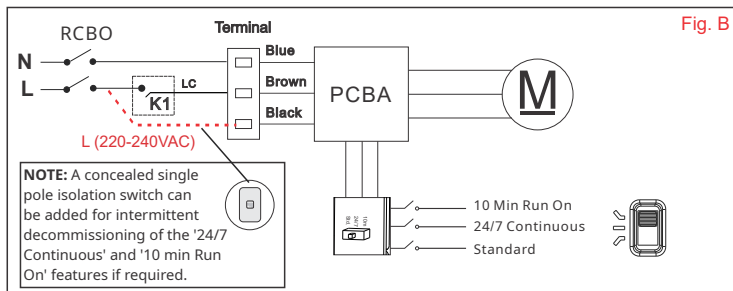 Fig. B
RCBO
Terminal
N
L
K1
LC
Blue
Brown
Black
PCBA
M
L (220-240VAC)
NOTE: A concealed single
pole isolation switch can
be added for intermittent
decommissioning of the '24/7
Continuous' and '10 min Run
On' features if required.
10 Min Run On
24/7 Continuous
Standard
24/7